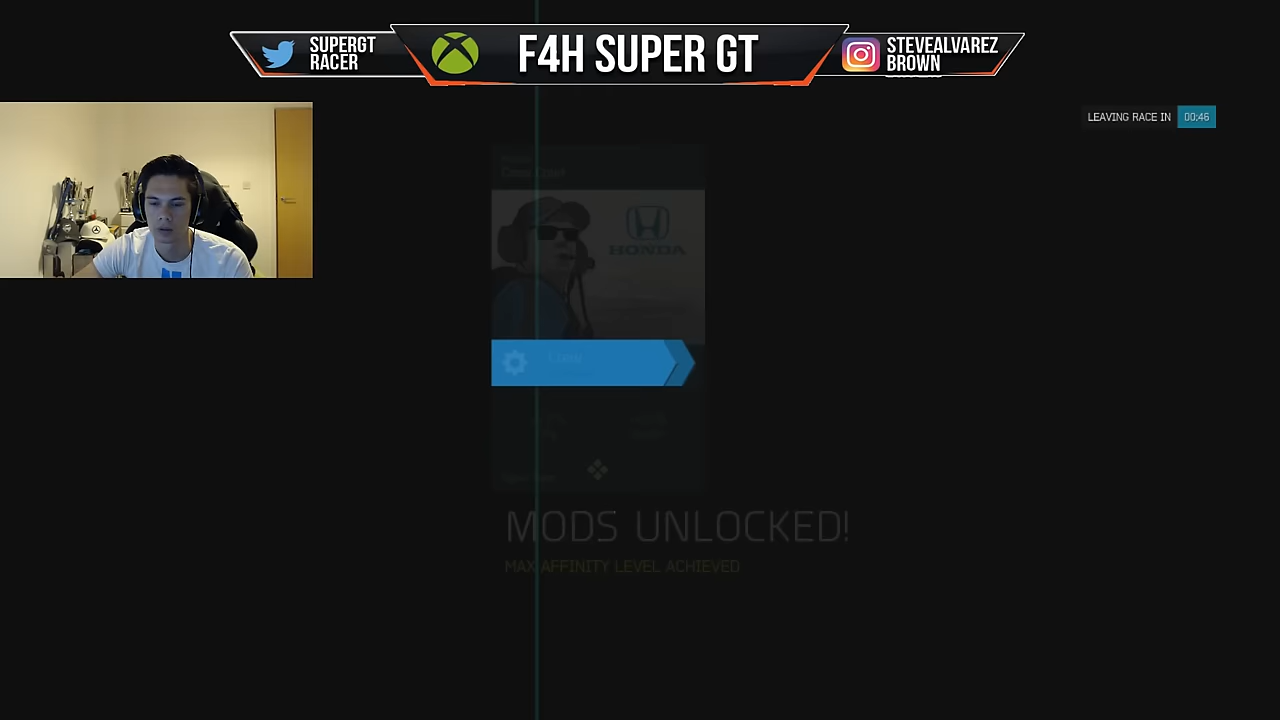 SUPERGT
RACER
F4H SUPER GT
STEVEALVAREZ
BROWN
LEAVING RACE IN 00:46
HONDA
MODS UNLOCKED!
MAX AFFINITY LEVEL ACHIEVED